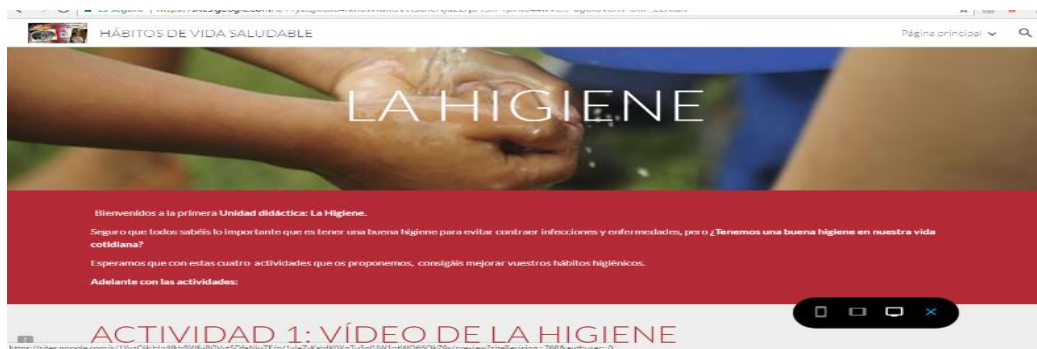 HÁBITOS DE VIDA SALUDABLE
Página principal
LA HIGIENE
Bienvenidos a la primera Unidad didáctica: La Higiene.
Seguro que todos sabéis lo importante que es tener una buena higiene para evitar contraer infecciones y enfermedades, pero ¿Tenemos una buena higiene en nuestra vida
cotidiana?
Esperamos que con estas cuatro actividades que os proponemos, consigáis mejorar vuestros hábitos higiénicos.
Adelante con las actividades:
ACTIVIDAD 1: VÍDEO DE LA HIGIENE